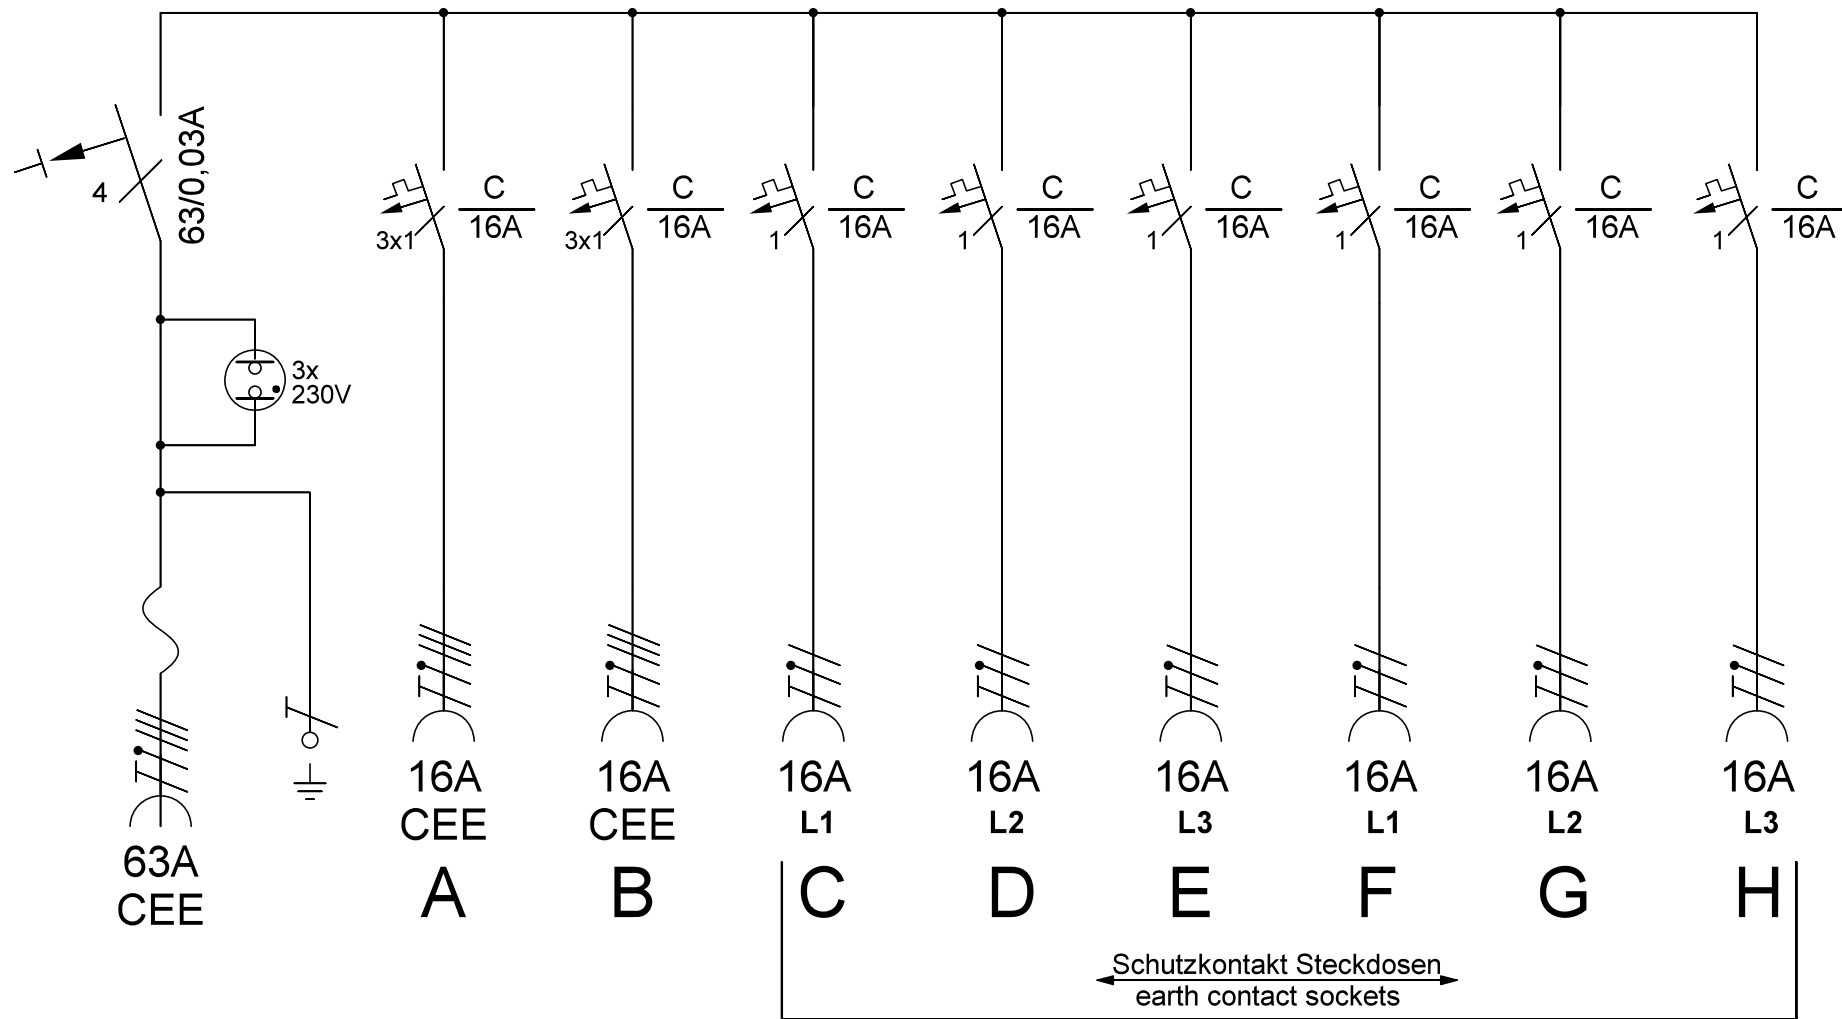 63/0,03A
4
3x
230V
3x1
C
16A
3x1
C
16A
1
C
16A
1
C
16A
1
C
16A
1
C
16A
1
C
16A
1
C
16A
63A
CEE
16A
CEE
A
16A
CEE
B
16A
L1
C
16A
L2
D
16A
L3
E
16A
L1
F
16A
L2
G
16A
L3
H
Schutzkontakt Steckdosen
earth contact sockets